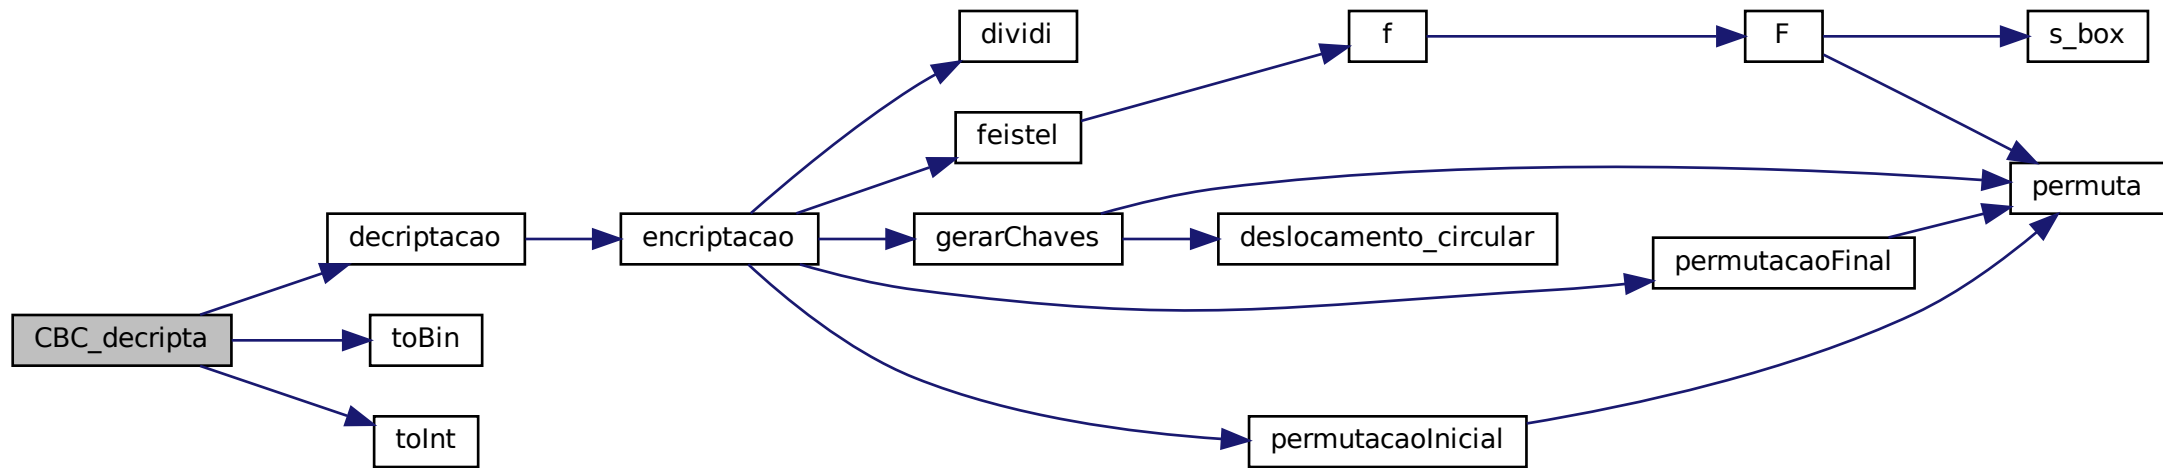 dividi
f
F
s_box
feistel
permuta
decriptacao
encriptacao
gerarChaves
deslocamento_circular
permutacaoFinal
CBC_decripta
toBin
toInt
permutacaoInicial